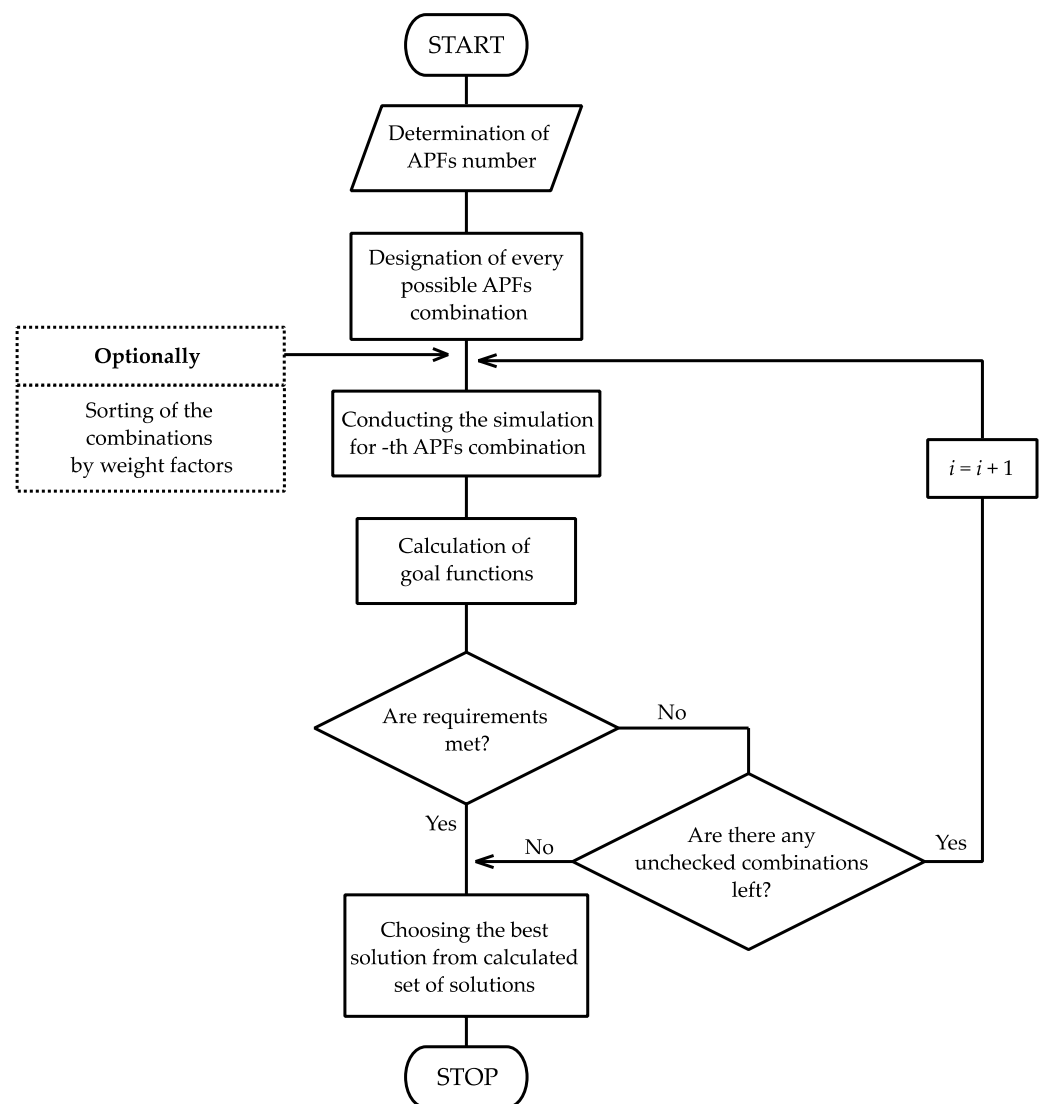 START
Determination of
APFs number
Designation of every
possible APFs
combination
Optionally
Sorting of the
combinations
by weight factors
Conducting the simulation
for -th APFs combination
i = i + 1
Calculation of
goal functions
Are requirements
met?
No
Yes
Are there any
unchecked combinations
left?
No
Yes
Choosing the best
solution from calculated
set of solutions
STOP